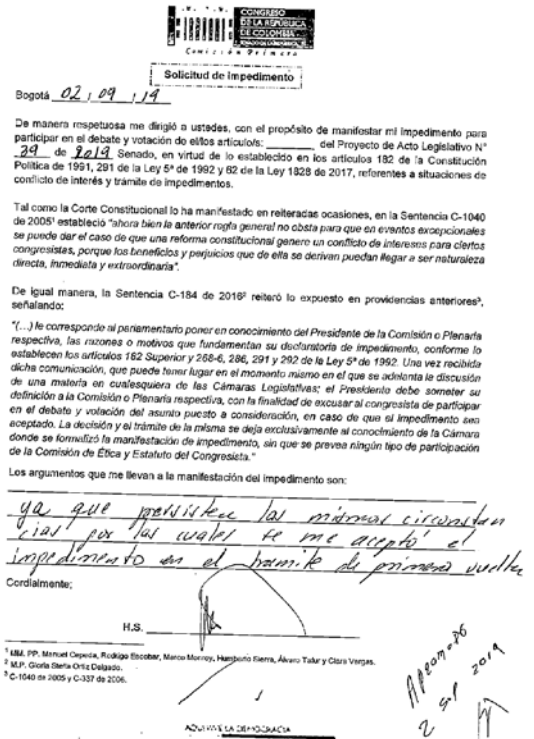 CONGRESO
DE LA REPÚBLICA
DE COLOMBIA
Comisión Primera
Solicitud de impedimento
Bogotá 02 / 09 / 19
De manera respetuosa me dirigió a ustedes, con el propósito de manifestar mi impedimento para
participar en el debate y votación de el/los artículo/s: ________ del Proyecto de Acto Legislativo N°
39 de 2019 Senado, en virtud de lo establecido en los artículos 182 de la Constitución
Política de 1991, 291 de la Ley 5ª de 1992 y 62 de la Ley 1828 de 2017, referentes a situaciones de
conflicto de interés y trámite de impedimentos.
Tal como la Corte Constitucional lo ha manifestado en reiteradas ocasiones, en la Sentencia C-1040
de 2005¹ estableció "ahora bien la anterior regla general no obsta para que en eventos excepcionales
se puede dar el caso de que una reforma constitucional genere un conflicto de intereses para ciertos
congresistas, porque los beneficios y perjuicios que de ella se derivan puedan llegar a ser naturaleza
directa, inmediata y extraordinaria".
De igual manera, la Sentencia C-184 de 2016² reiteró lo expuesto en providencias anteriores³,
señalando:
"(...) le corresponde al parlamentario poner en conocimiento del Presidente de la Comisión o Plenaria
respectiva, las razones o motivos que fundamentan su declaratoria de impedimento, conforme lo
establecen los artículos 182 Superior y 268-6, 286, 291 y 292 de la Ley 5ª de 1992. Una vez recibida
dicha comunicación, que puede tener lugar en el momento mismo en el que se adelanta la discusión
de una materia en cualesquiera de las Cámaras Legislativas; el Presidente debe someter su
definición a la Comisión o Plenaria respectiva, con la finalidad de excusar al congresista de participar
en el debate y votación del asunto puesto a consideración, en caso de que el impedimento sea
aceptado. La decisión y el trámite de la misma se deja exclusivamente al conocimiento de la Cámara
donde se formalizó la manifestación de impedimento, sin que se prevea ningún tipo de participación
de la Comisión de Ética y Estatuto del Congresista."
Los argumentos que me llevan a la manifestación del impedimento son:
ya que persisten las mismas circunstan
cias por las cuales se me aceptó el
impedimento en el tramite de primera vuelta
Cordialmente;
H.S.
¹ MM. PP. Manuel Cepeda, Rodrigo Escobar, Marco Monroy, Humberto Sierra, Álvaro Tafur y Clara Vargas.
² M.P. Gloria Stella Ortiz Delgado.
³ C-1040 de 2005 y C-337 de 2006.
2 2019
AQUÍ VIVE LA DEMOCRACIA